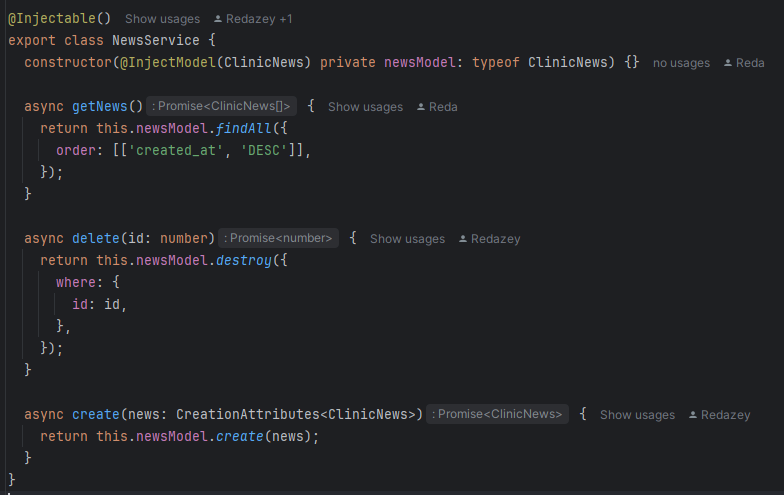 @Injectable() Show usages Redazey +1
export class NewsService {
constructor(@InjectModel(ClinicNews) private newsModel: typeof ClinicNews) {} no usages Reda
async getNews() : Promise<ClinicNews[]> { Show usages Reda
return this.newsModel.findAll({
order: [['created_at', 'DESC']],
});
}
async delete(id: number) : Promise<number> { Show usages Redazey
return this.newsModel.destroy({
where: {
id: id,
},
});
}
async create(news: CreationAttributes<ClinicNews>) : Promise<ClinicNews> { Show usages Redazey
return this.newsModel.create(news);
}
}